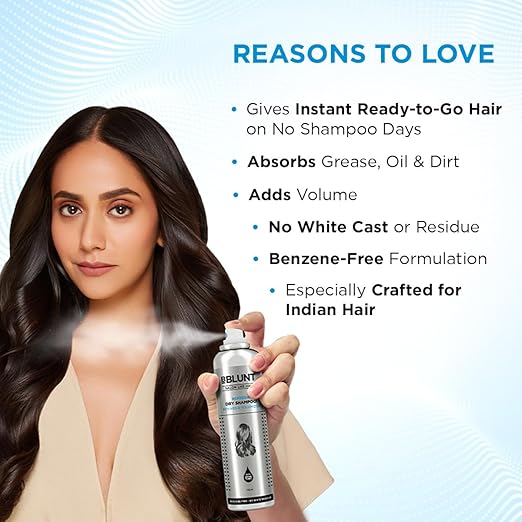 REASONS TO LOVE
• Gives Instant Ready-to-Go Hair
on No Shampoo Days
• Absorbs Grease, Oil & Dirt
• Adds Volume
• No White Cast or Residue
• Benzene-Free Formulation
• Especially Crafted for
Indian Hair
BBLUNT
DRY SHAMPOO